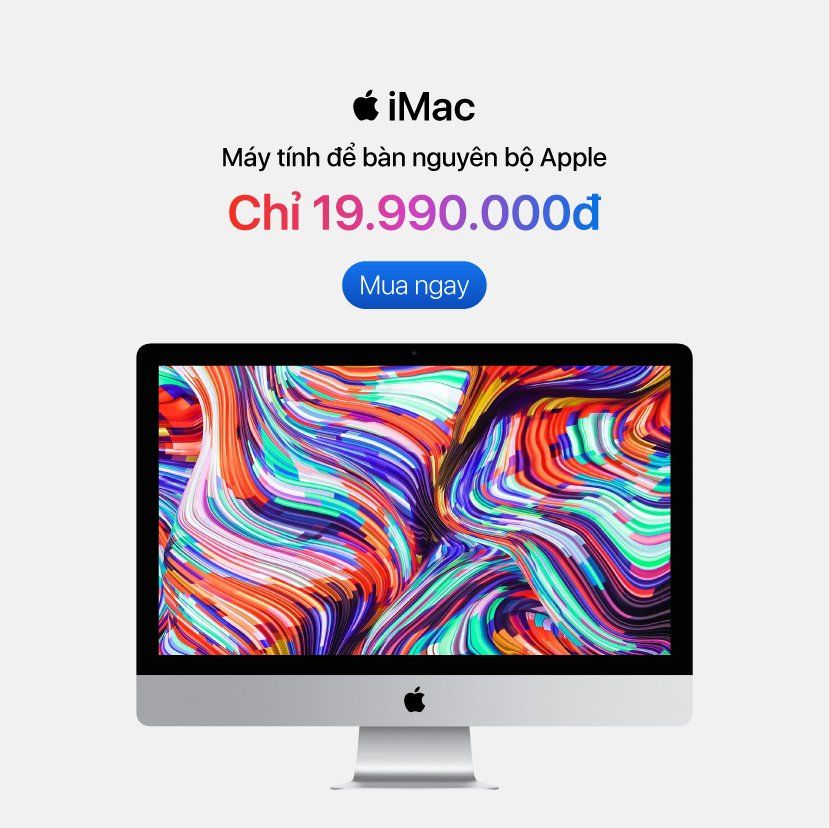 iMac
Máy tính để bàn nguyên bộ Apple
Chỉ 19.990.000đ
Mua ngay